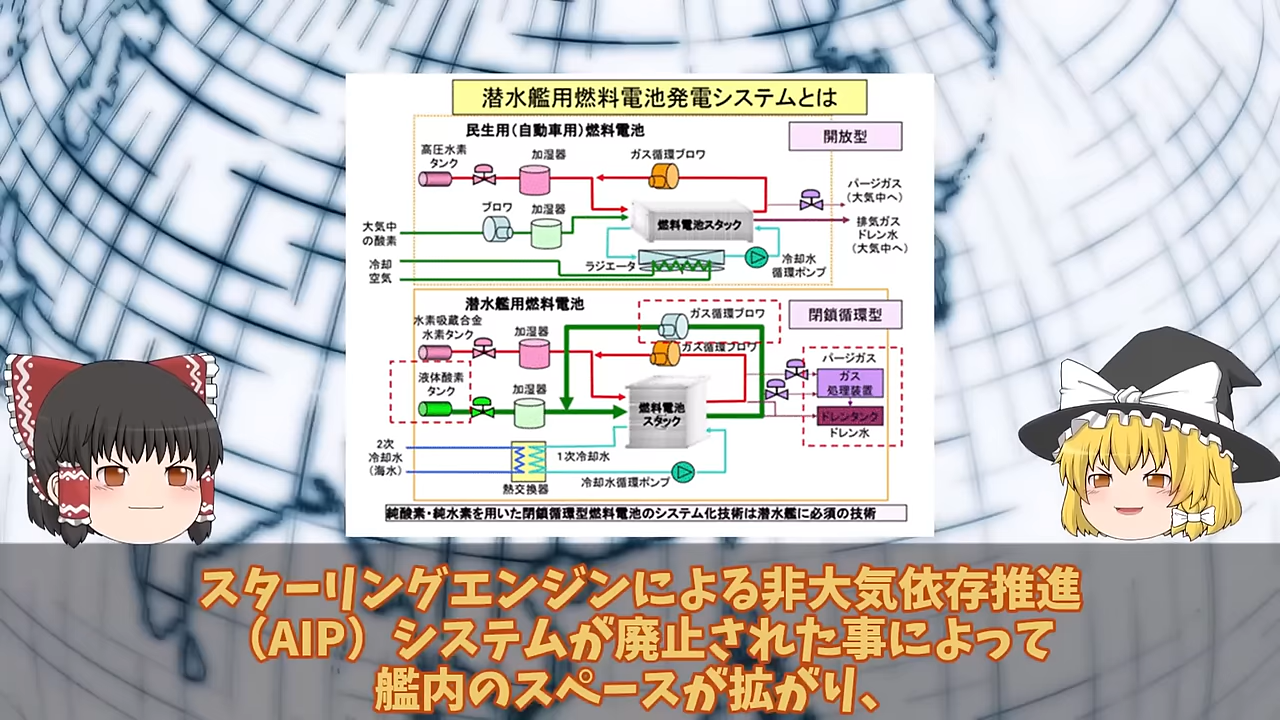 潜水艦用燃料電池発電システムとは
民生用（自動車用）燃料電池
開放型
高圧水素
タンク
加湿器
ガス循環ブロワ
パージガス
（大気中へ）
ブロワ
加湿器
大気中
の酸素
燃料電池スタック
排気ガス
ドレン水
（大気中へ）
冷却
空気
ラジエータ
冷却水
循環ポンプ
潜水艦用燃料電池
閉鎖循環型
水素吸蔵合金
水素タンク
加湿器
ガス循環ブロワ
ガス循環ブロワ
パージガス
液体酸素
タンク
加湿器
燃料電池
スタック
ガス
処理装置
ドレンタンク
ドレン水
2次
冷却水
（海水）
1次冷却水
熱交換器
冷却水循環ポンプ
純酸素・純水素を用いた閉鎖循環型燃料電池のシステム化技術は潜水艦に必須の技術
スターリングエンジンによる非大気依存推進
（AIP）システムが廃止された事によって
艦内のスペースが拡がり、